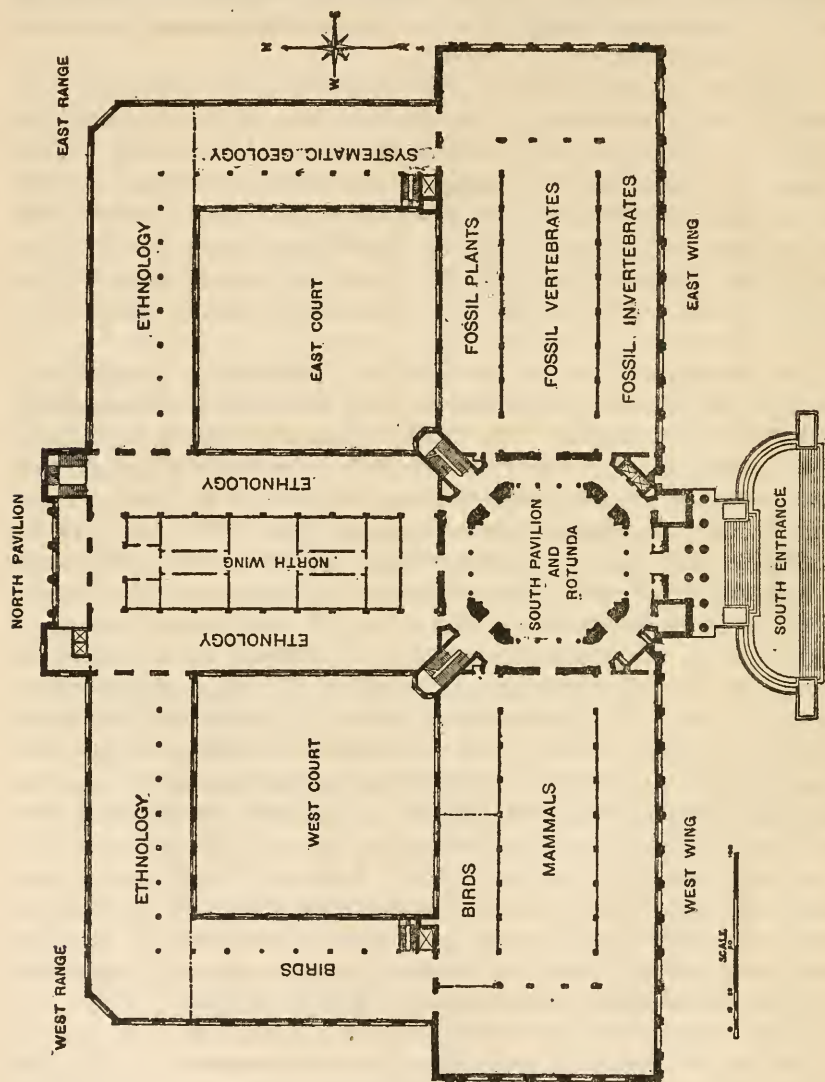 EAST RANGE
NORTH PAVILION
WEST RANGE
N
E
W
S
ETHNOLOGY
SYSTEMATIC GEOLOGY
EAST COURT
ETHNOLOGY
NORTH WING
ETHNOLOGY
ETHNOLOGY
WEST COURT
BIRDS
FOSSIL PLANTS
FOSSIL VERTEBRATES
FOSSIL INVERTEBRATES
EAST WING
SOUTH PAVILION
AND
ROTUNDA
SOUTH ENTRANCE
BIRDS
MAMMALS
WEST WING
SCALE